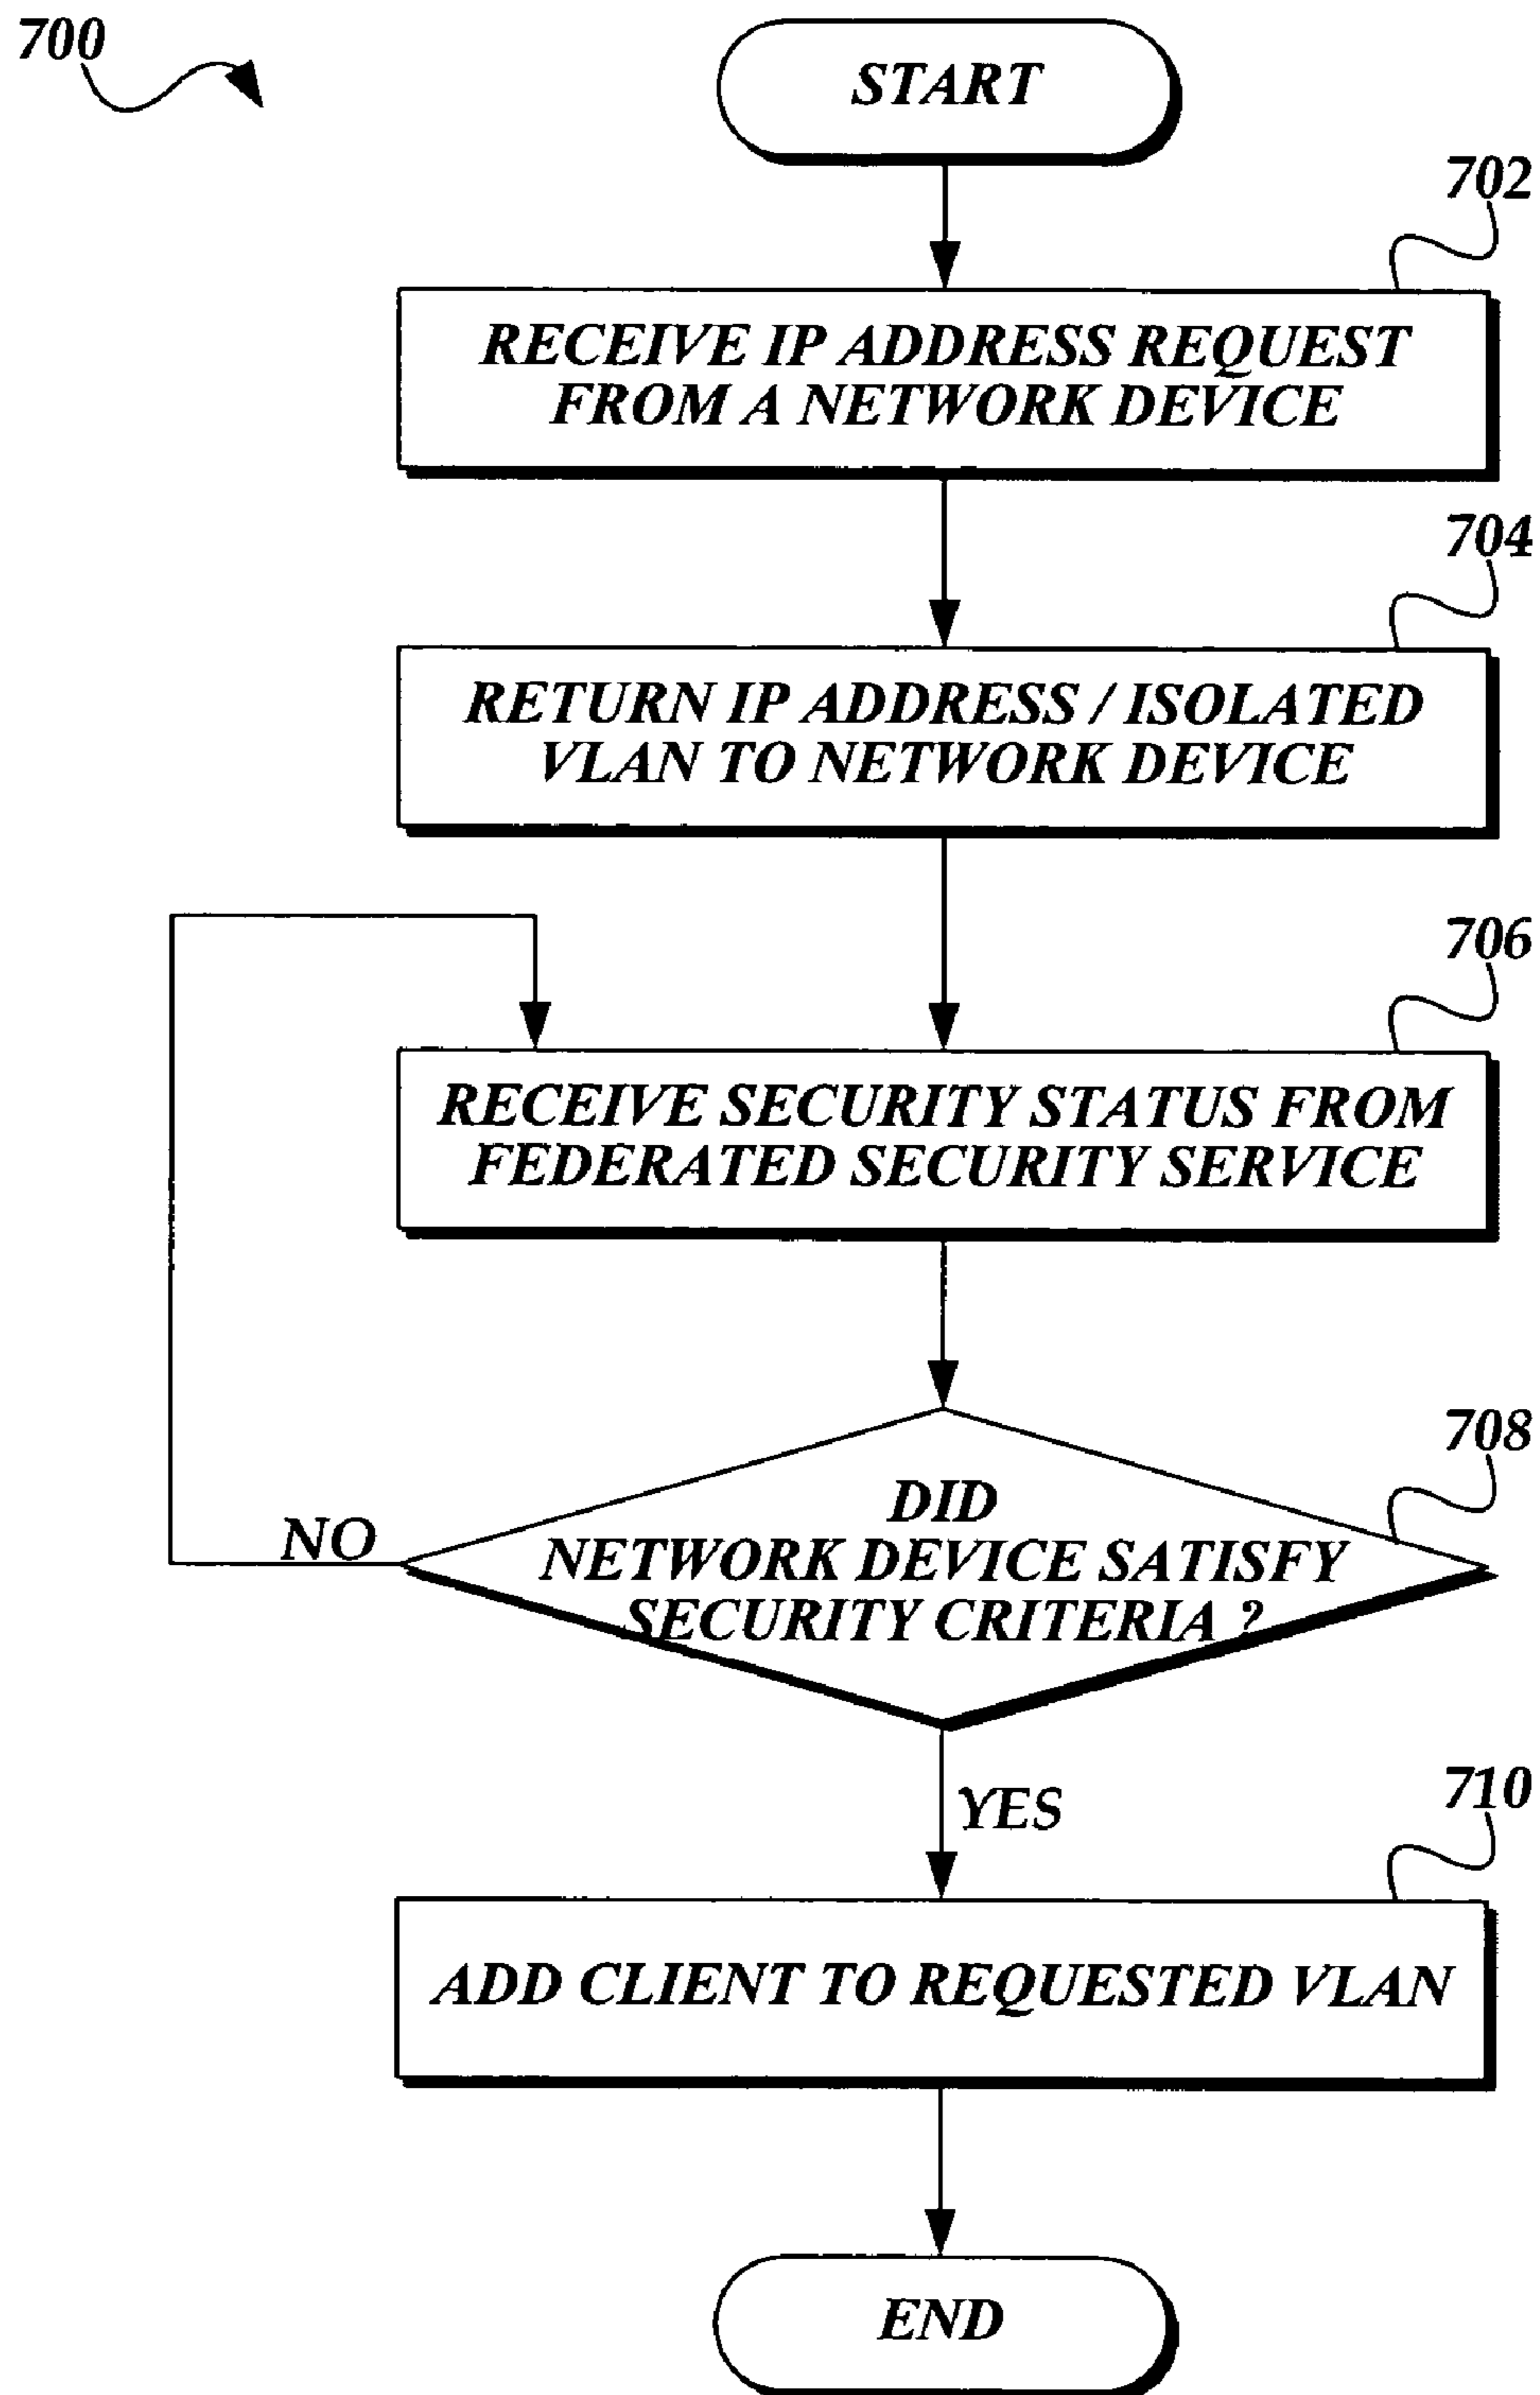 700
START
702
RECEIVE IP ADDRESS REQUEST
FROM A NETWORK DEVICE
704
RETURN IP ADDRESS / ISOLATED
VLAN TO NETWORK DEVICE
706
RECEIVE SECURITY STATUS FROM
FEDERATED SECURITY SERVICE
708
DID
NETWORK DEVICE SATISFY
SECURITY CRITERIA ?
NO
YES
710
ADD CLIENT TO REQUESTED VLAN
END